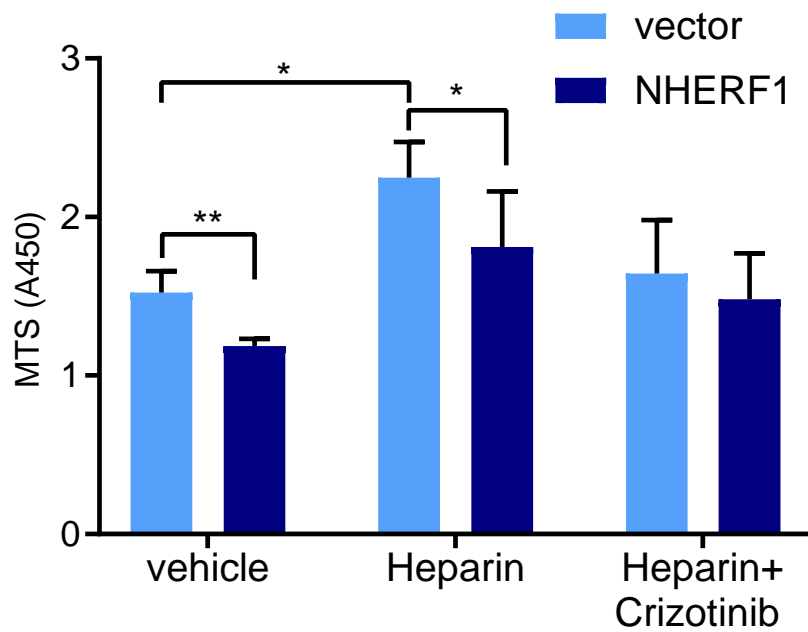 vector
NHERF1
3
2
1
0
MTS (A450)
*
*
**
vehicle
Heparin
Heparin+
Crizotinib